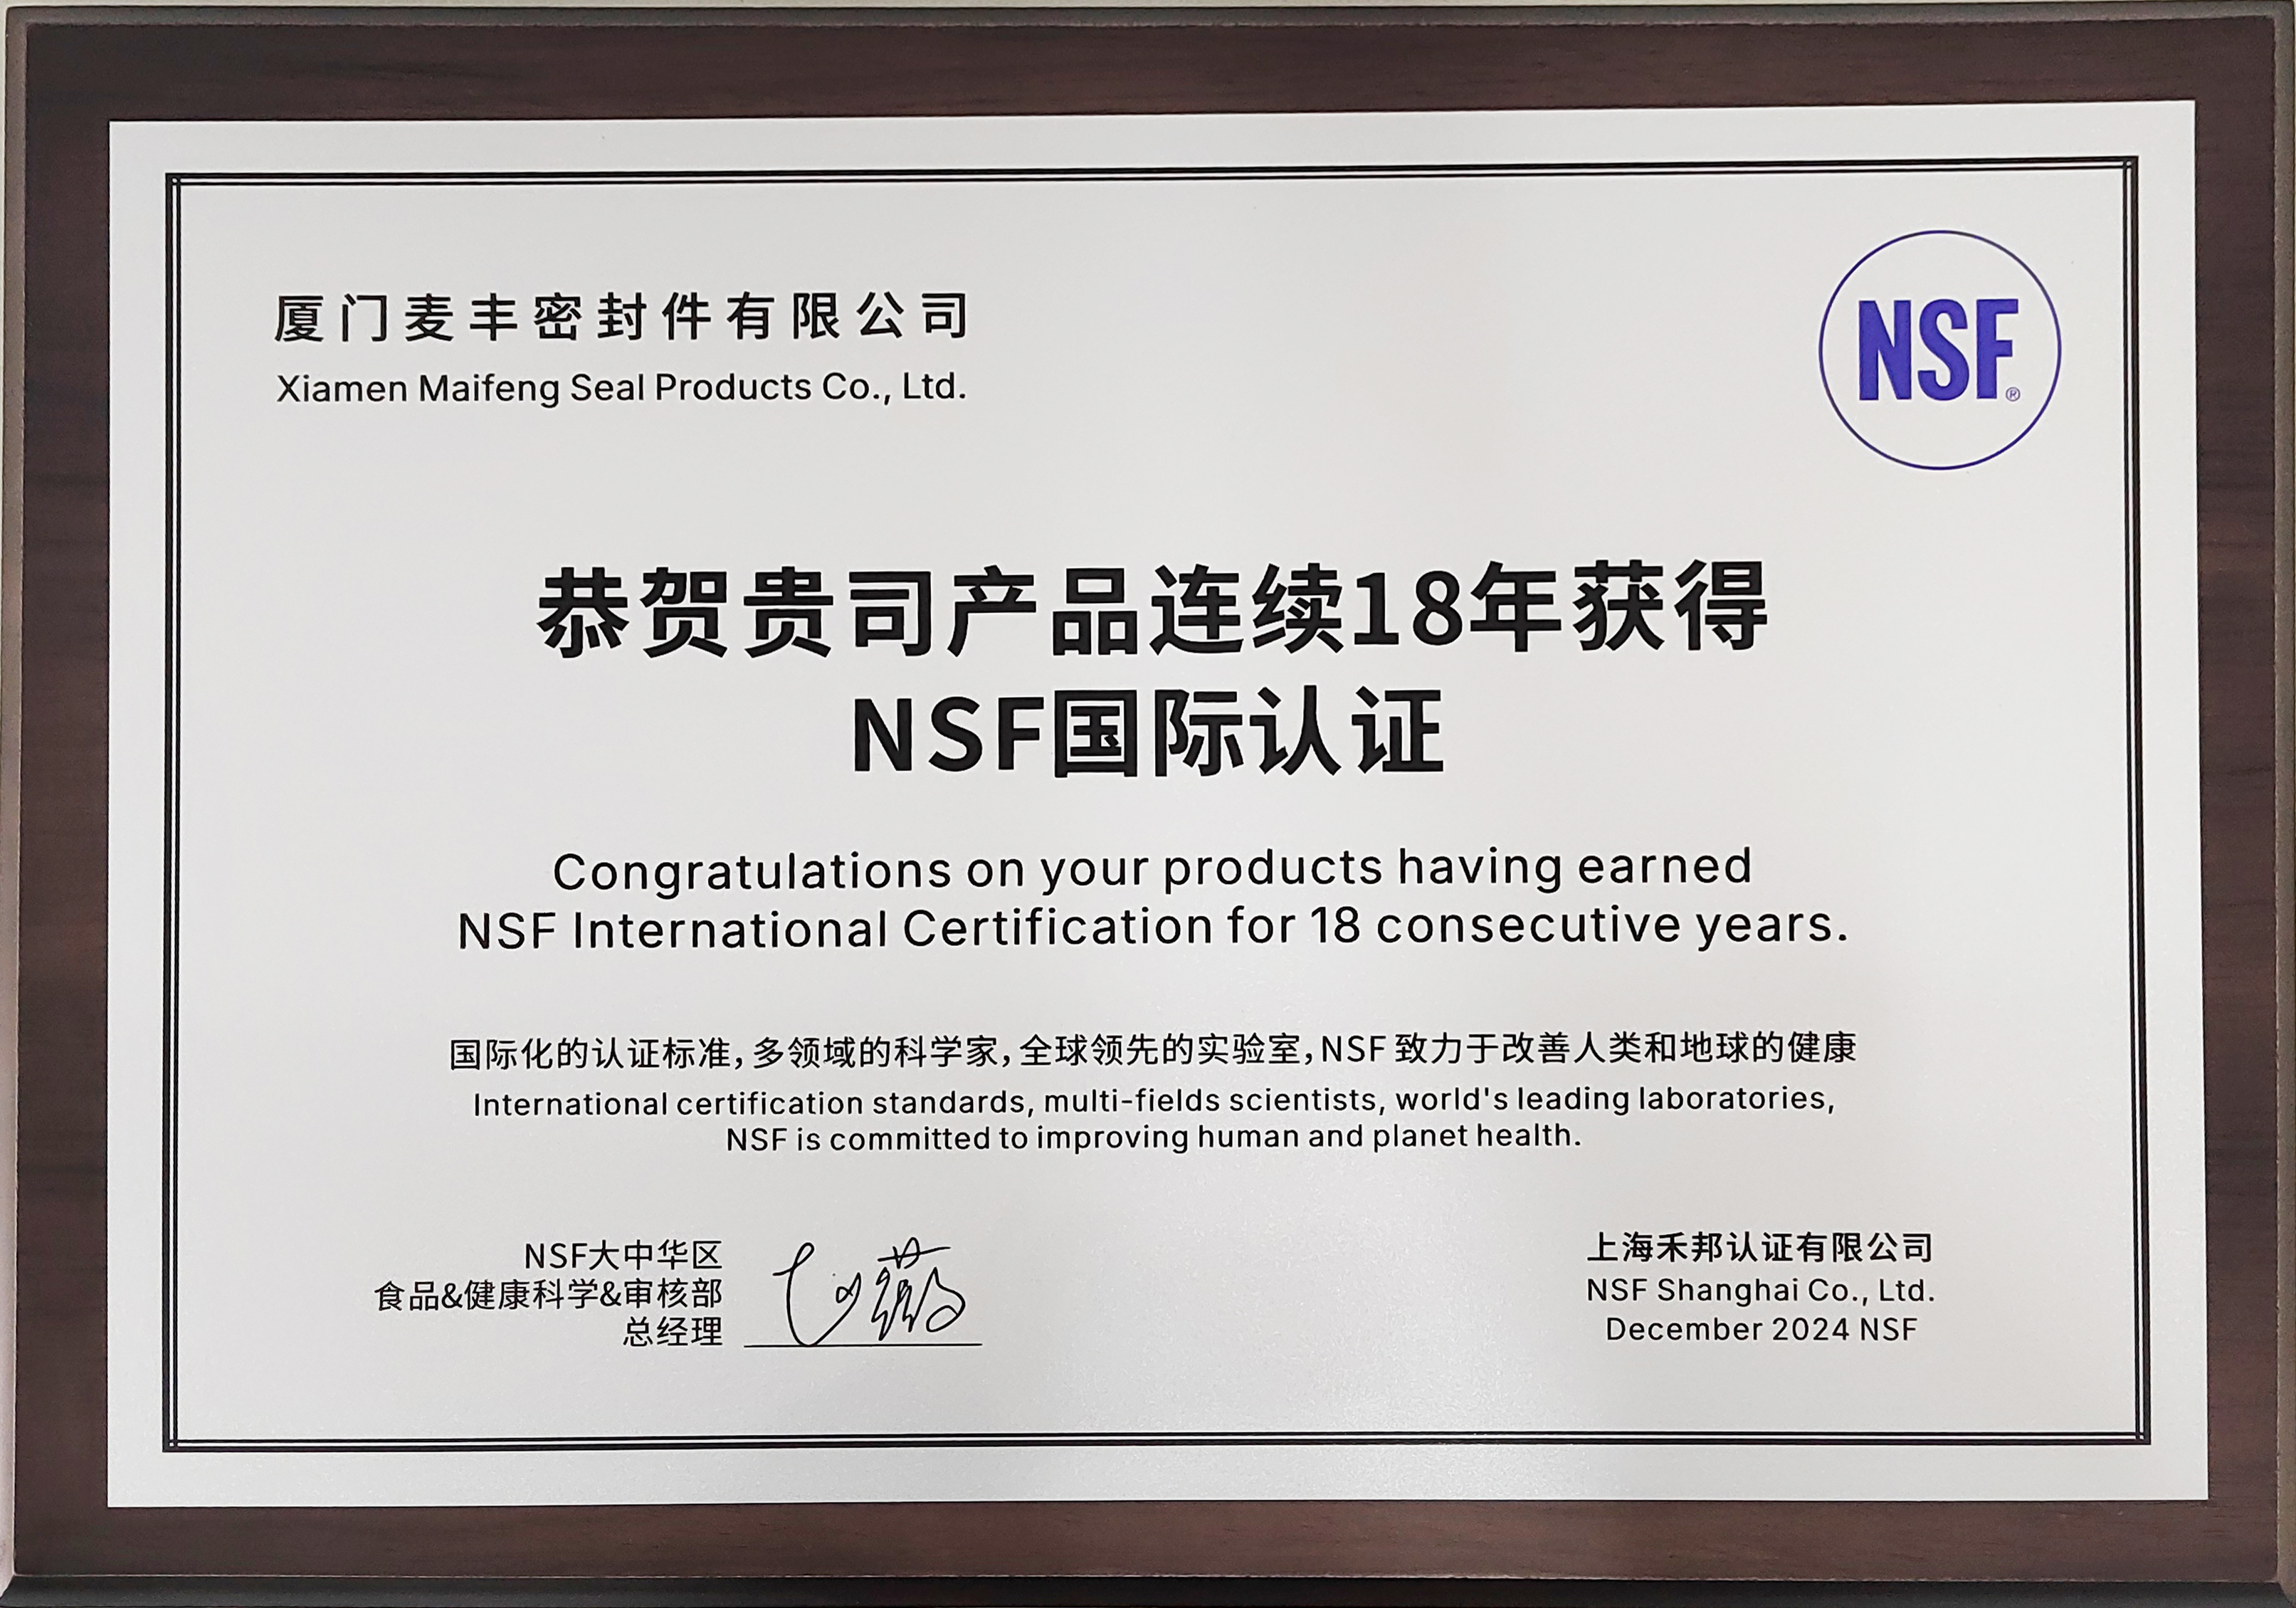 厦门麦丰密封件有限公司
Xiamen Maifeng Seal Products Co., Ltd.
NSF®
恭贺贵司产品连续18年获得
NSF国际认证
Congratulations on your products having earned
NSF International Certification for 18 consecutive years.
国际化的认证标准,多领域的科学家,全球领先的实验室,NSF 致力于改善人类和地球的健康
International certification standards, multi-fields scientists, world's leading laboratories,
NSF is committed to improving human and planet health.
NSF大中华区
食品&健康科学&审核部
总经理
上海禾邦认证有限公司
NSF Shanghai Co., Ltd.
December 2024 NSF